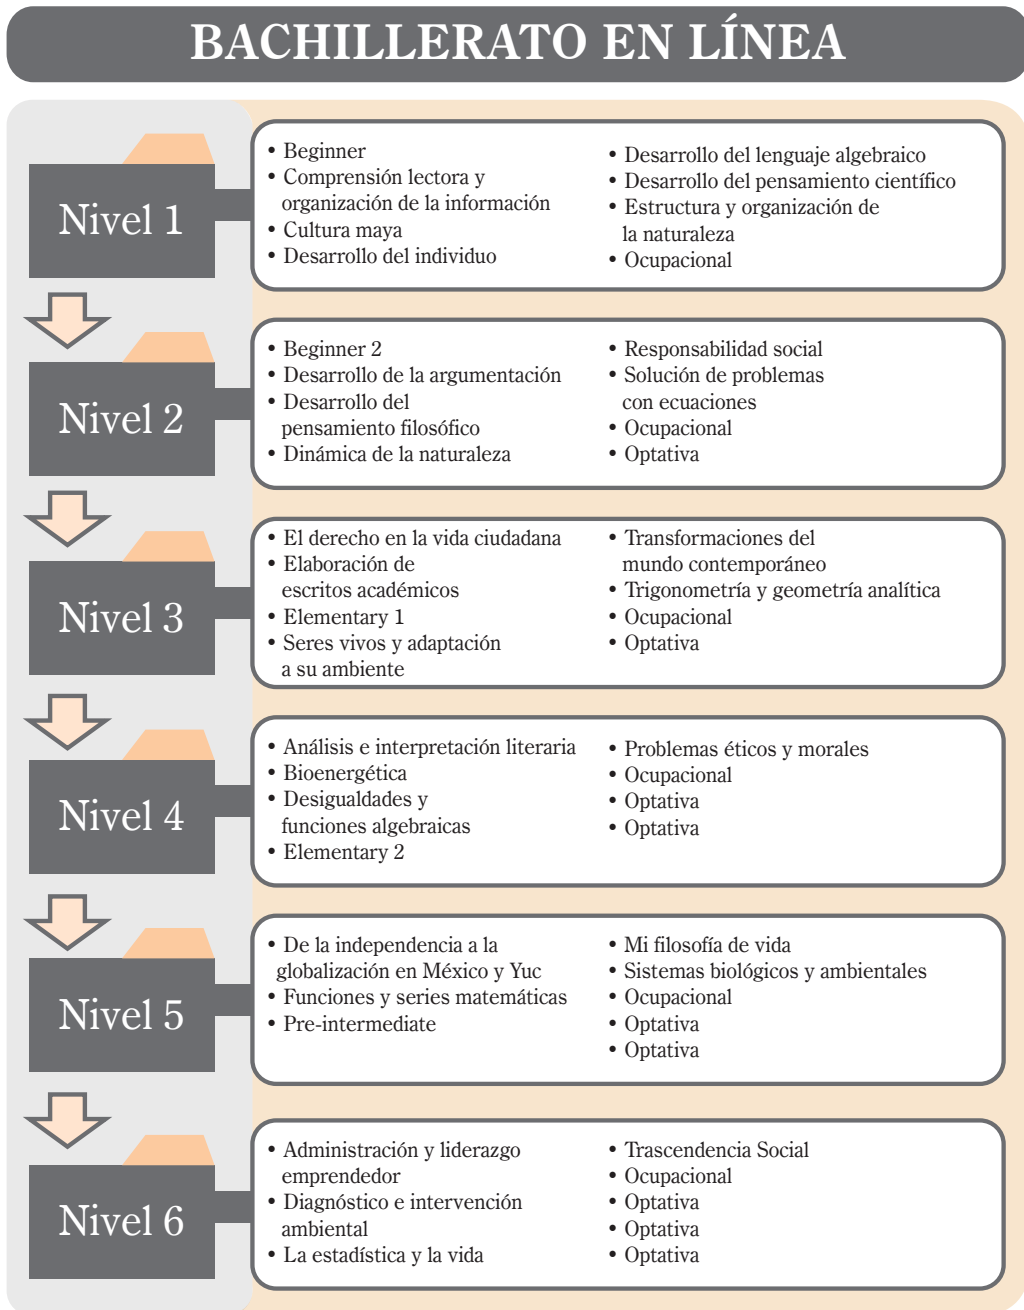 BACHILLERATO EN LÍNEA
Nivel 1
• Beginner
• Comprensión lectora y
organización de la información
• Cultura maya
• Desarrollo del individuo
• Desarrollo del lenguaje algebraico
• Desarrollo del pensamiento científico
• Estructura y organización de
la naturaleza
• Ocupacional
Nivel 2
• Beginner 2
• Desarrollo de la argumentación
• Desarrollo del
pensamiento filosófico
• Dinámica de la naturaleza
• Responsabilidad social
• Solución de problemas
con ecuaciones
• Ocupacional
• Optativa
Nivel 3
• El derecho en la vida ciudadana
• Elaboración de
escritos académicos
• Elementary 1
• Seres vivos y adaptación
a su ambiente
• Transformaciones del
mundo contemporáneo
• Trigonometría y geometría analítica
• Ocupacional
• Optativa
Nivel 4
• Análisis e interpretación literaria
• Bioenergética
• Desigualdades y
funciones algebraicas
• Elementary 2
• Problemas éticos y morales
• Ocupacional
• Optativa
• Optativa
Nivel 5
• De la independencia a la
globalización en México y Yuc
• Funciones y series matemáticas
• Pre-intermediate
• Mi filosofía de vida
• Sistemas biológicos y ambientales
• Ocupacional
• Optativa
• Optativa
Nivel 6
• Administración y liderazgo
emprendedor
• Diagnóstico e intervención
ambiental
• La estadística y la vida
• Trascendencia Social
• Ocupacional
• Optativa
• Optativa
• Optativa